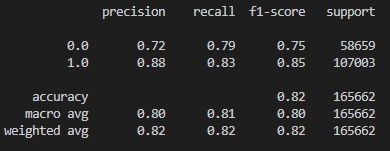 precision recall f1-score support
0.0 0.72 0.79 0.75 58659
1.0 0.88 0.83 0.85 107003
accuracy 0.82 165662
macro avg 0.80 0.81 0.80 165662
weighted avg 0.82 0.82 0.82 165662